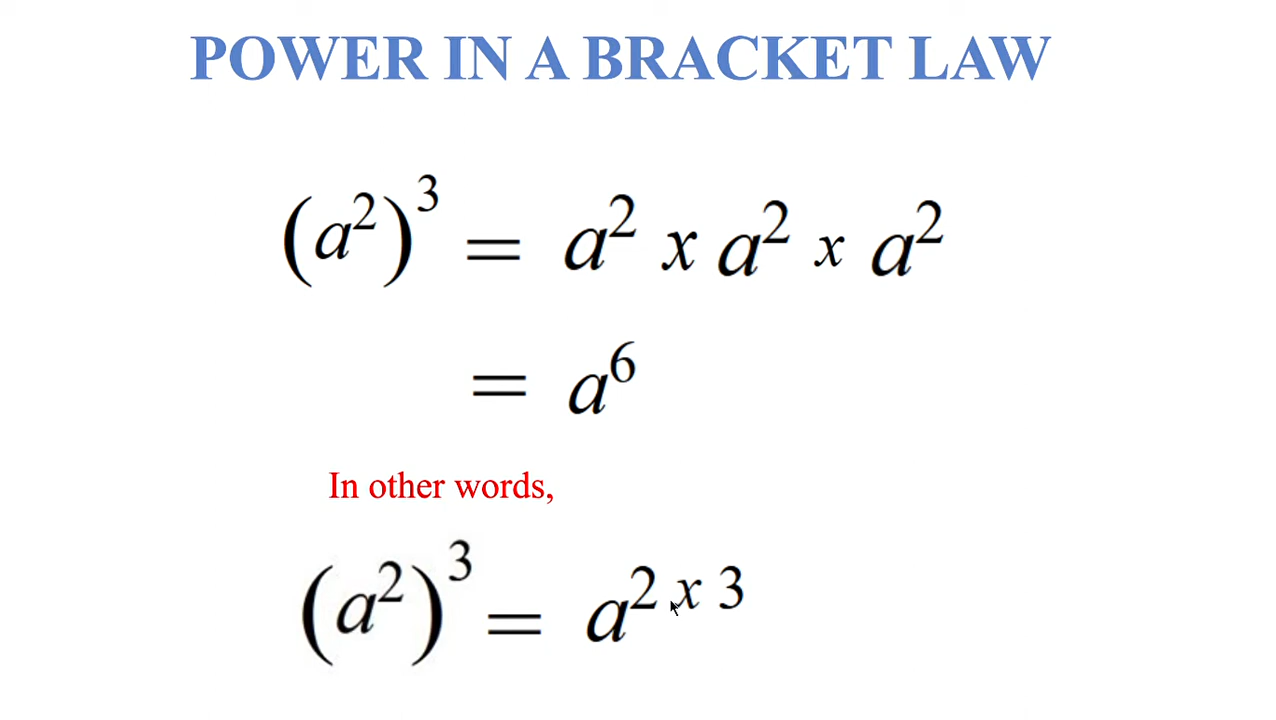 POWER IN A BRACKET LAW
(a²)³ = a² x a² x a²
= a⁶
In other words,
(a²)³ = a² ˣ ³